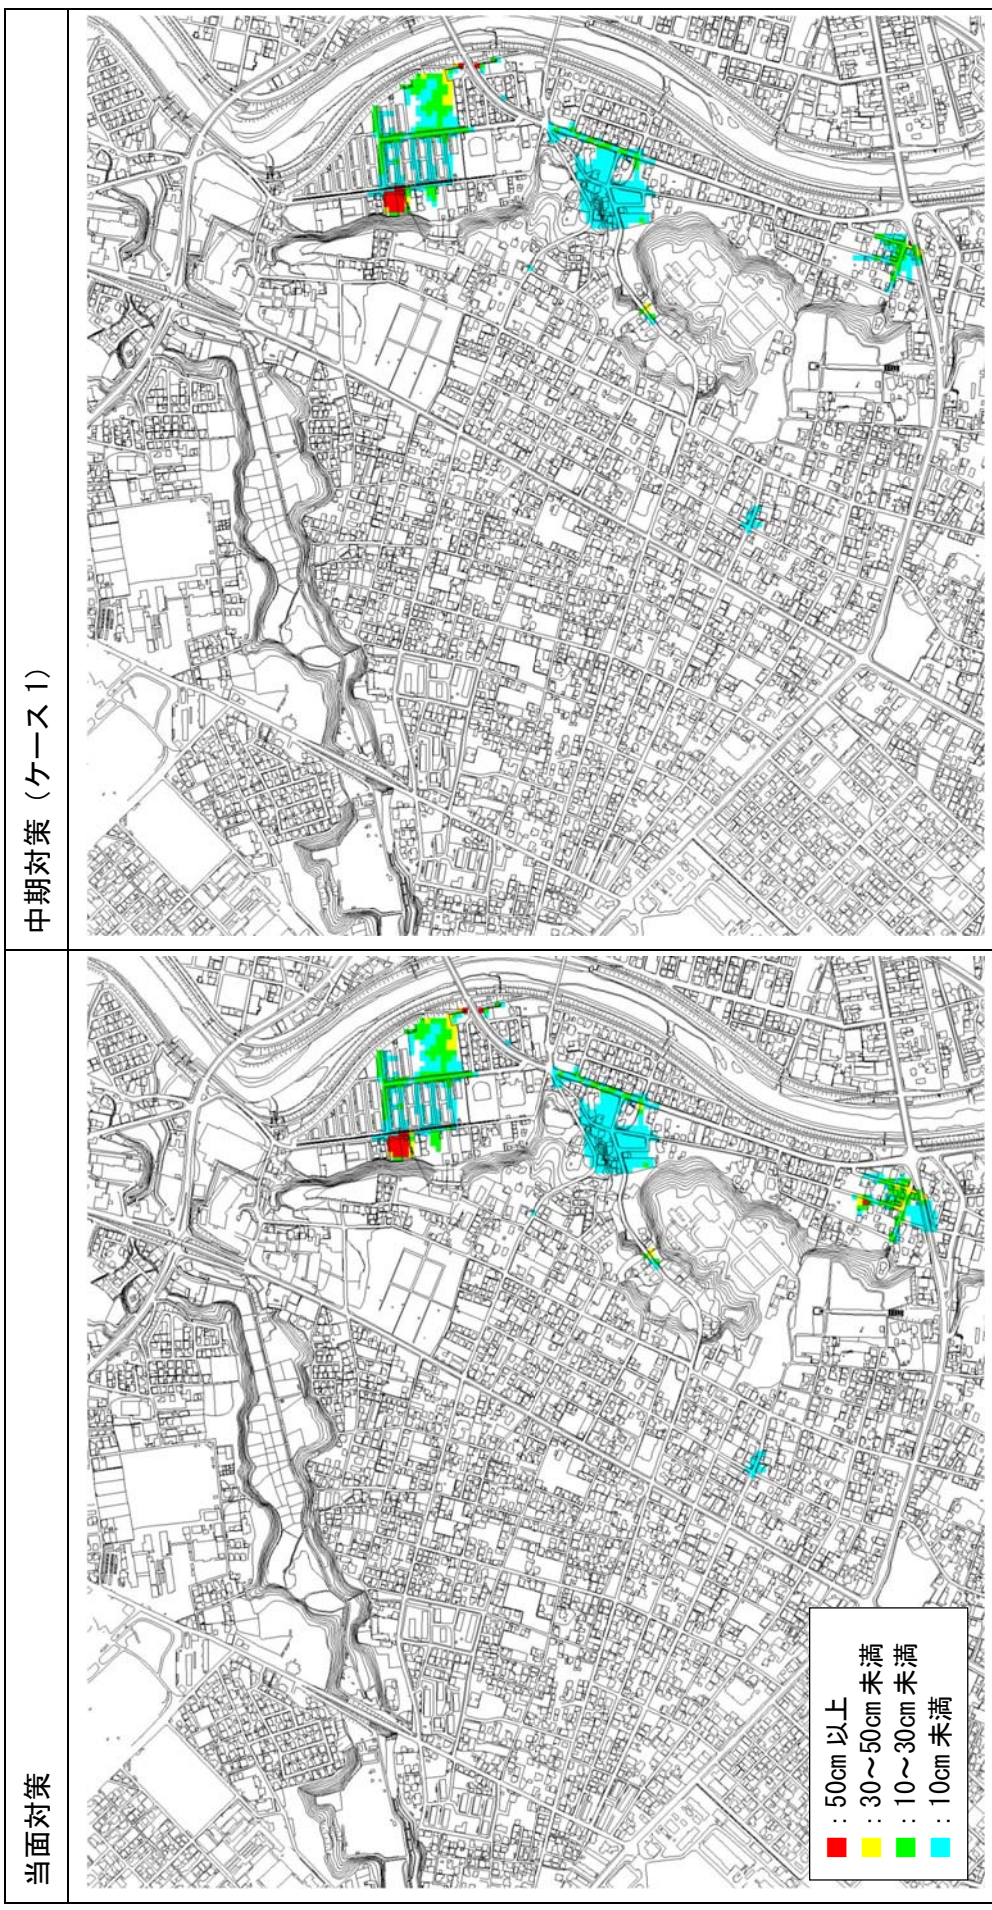 当面対策
中期対策（ケース 1）
■：50cm 以上
■：30～50cm 未満
■：10～30cm 未満
■：10cm 未満